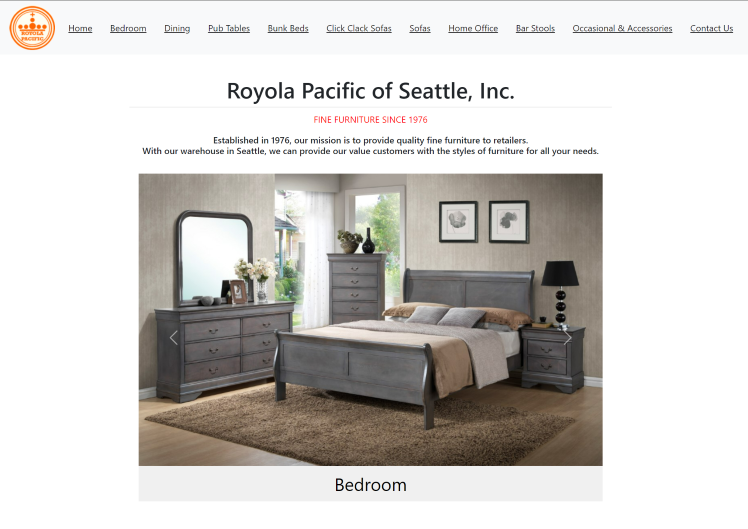 ROYOLA
PACIFIC
Home Bedroom Dining Pub Tables Bunk Beds Click Clack Sofas Sofas Home Office Bar Stools Occasional & Accessories Contact Us
Royola Pacific of Seattle, Inc.
FINE FURNITURE SINCE 1976
Established in 1976, our mission is to provide quality fine furniture to retailers.
With our warehouse in Seattle, we can provide our value customers with the styles of furniture for all your needs.
Bedroom